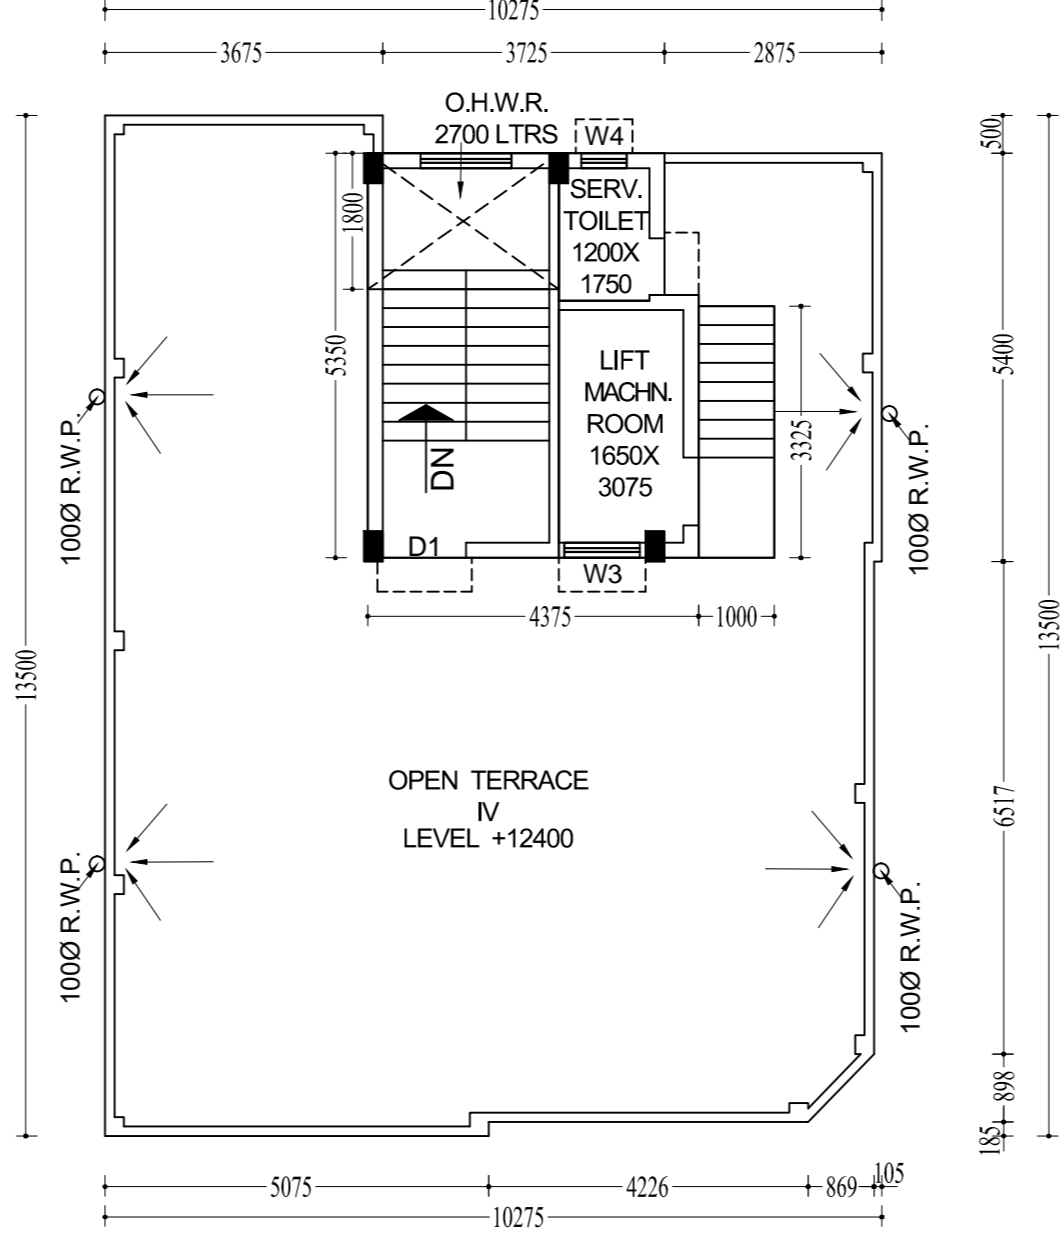 10275
3675
3725
2875
O.H.W.R.
2700 LTRS
W4
500
SERV.
TOILET
1200X
1750
1800
5350
5400
LIFT
MACHN.
ROOM
1650X
3075
3325
100Ø R.W.P.
100Ø R.W.P.
DN
D1
W3
4375
1000
13500
13500
OPEN TERRACE
IV
LEVEL +12400
6517
100Ø R.W.P.
100Ø R.W.P.
898
185
5075
4226
869
105
10275